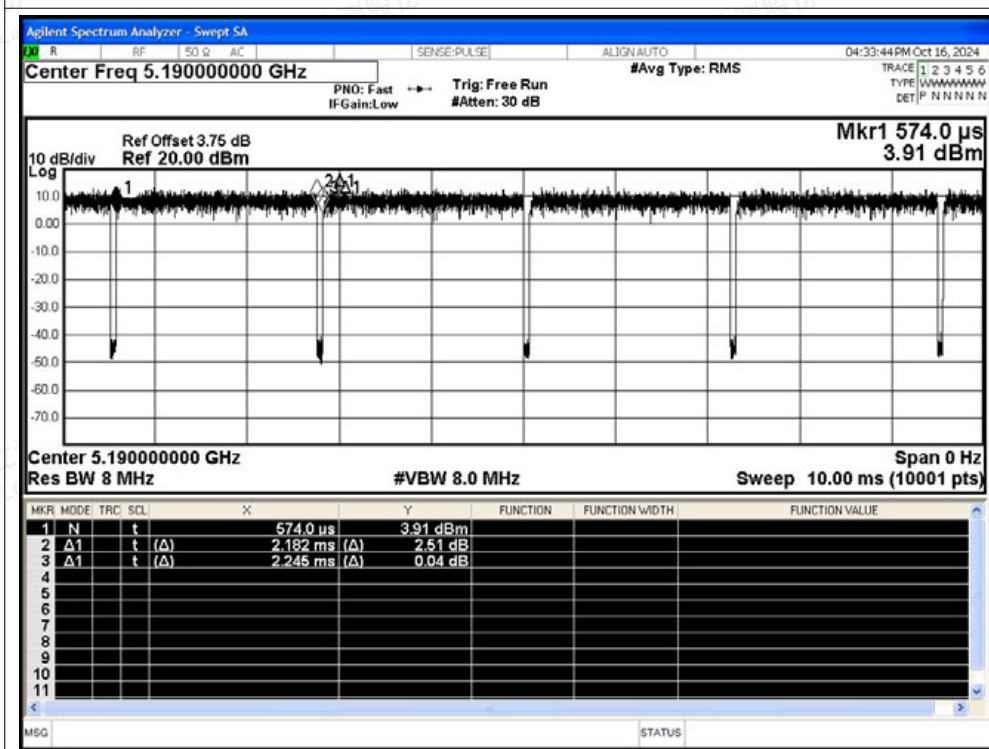 Agilent Spectrum Analyzer - Swept SA
LXI R RF 50 Ω AC SENSE:PULSE ALIGN AUTO 04:33:44 PM Oct 16, 2024
Center Freq 5.190000000 GHz
#Avg Type: RMS
TRACE 1 2 3 4 5 6
TYPE WWWWWW
DET P N N N N N
PNO: Fast Trig: Free Run
IFGain:Low #Atten: 30 dB
Mkr1 574.0 µs
3.91 dBm
Ref Offset 3.75 dB
10 dB/div Ref 20.00 dBm
Log
1 2Δ1 3Δ1
10.0
0.00
-10.0
-20.0
-30.0
-40.0
-50.0
-60.0
-70.0
Center 5.190000000 GHz Span 0 Hz
Res BW 8 MHz #VBW 8.0 MHz Sweep 10.00 ms (10001 pts)
MKR MODE TRC SCL X Y FUNCTION FUNCTION WIDTH FUNCTION VALUE
1 N t 574.0 µs 3.91 dBm
2 Δ1 t (Δ) 2.182 ms (Δ) 2.51 dB
3 Δ1 t (Δ) 2.245 ms (Δ) 0.04 dB
4
5
6
7
8
9
10
11
MSG STATUS